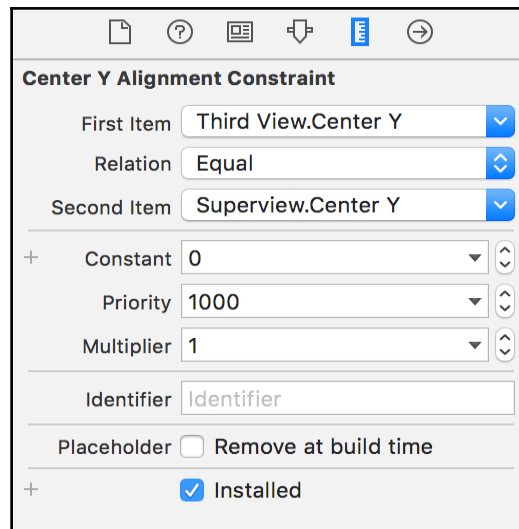 Center Y Alignment Constraint
First Item Third View.Center Y
Relation Equal
Second Item Superview.Center Y
+ Constant 0
Priority 1000
Multiplier 1
Identifier Identifier
Placeholder Remove at build time
+ Installed